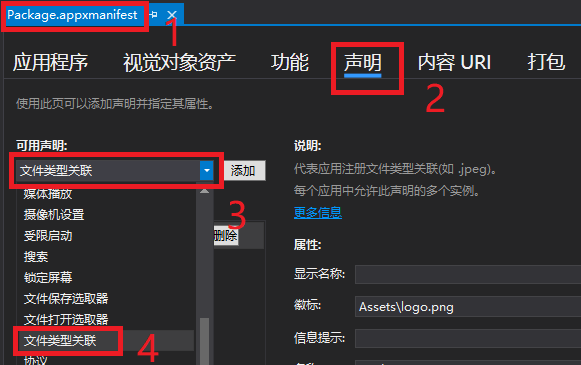 Package.appxmanifest
1
应用程序 视觉对象资产 功能 声明 内容 URI 打包
2
使用此页可以添加声明并指定其属性。
可用声明:
文件类型关联 添加
3
媒体播放
摄像机设置
受限启动 删除
搜索
锁定屏幕
文件保存选取器
文件打开选取器
文件类型关联
4
协议
说明:
代表应用注册文件类型关联(如 .jpeg)。
每个应用中允许此声明的多个实例。
更多信息
属性:
显示名称:
徽标: Assets\logo.png
信息提示: